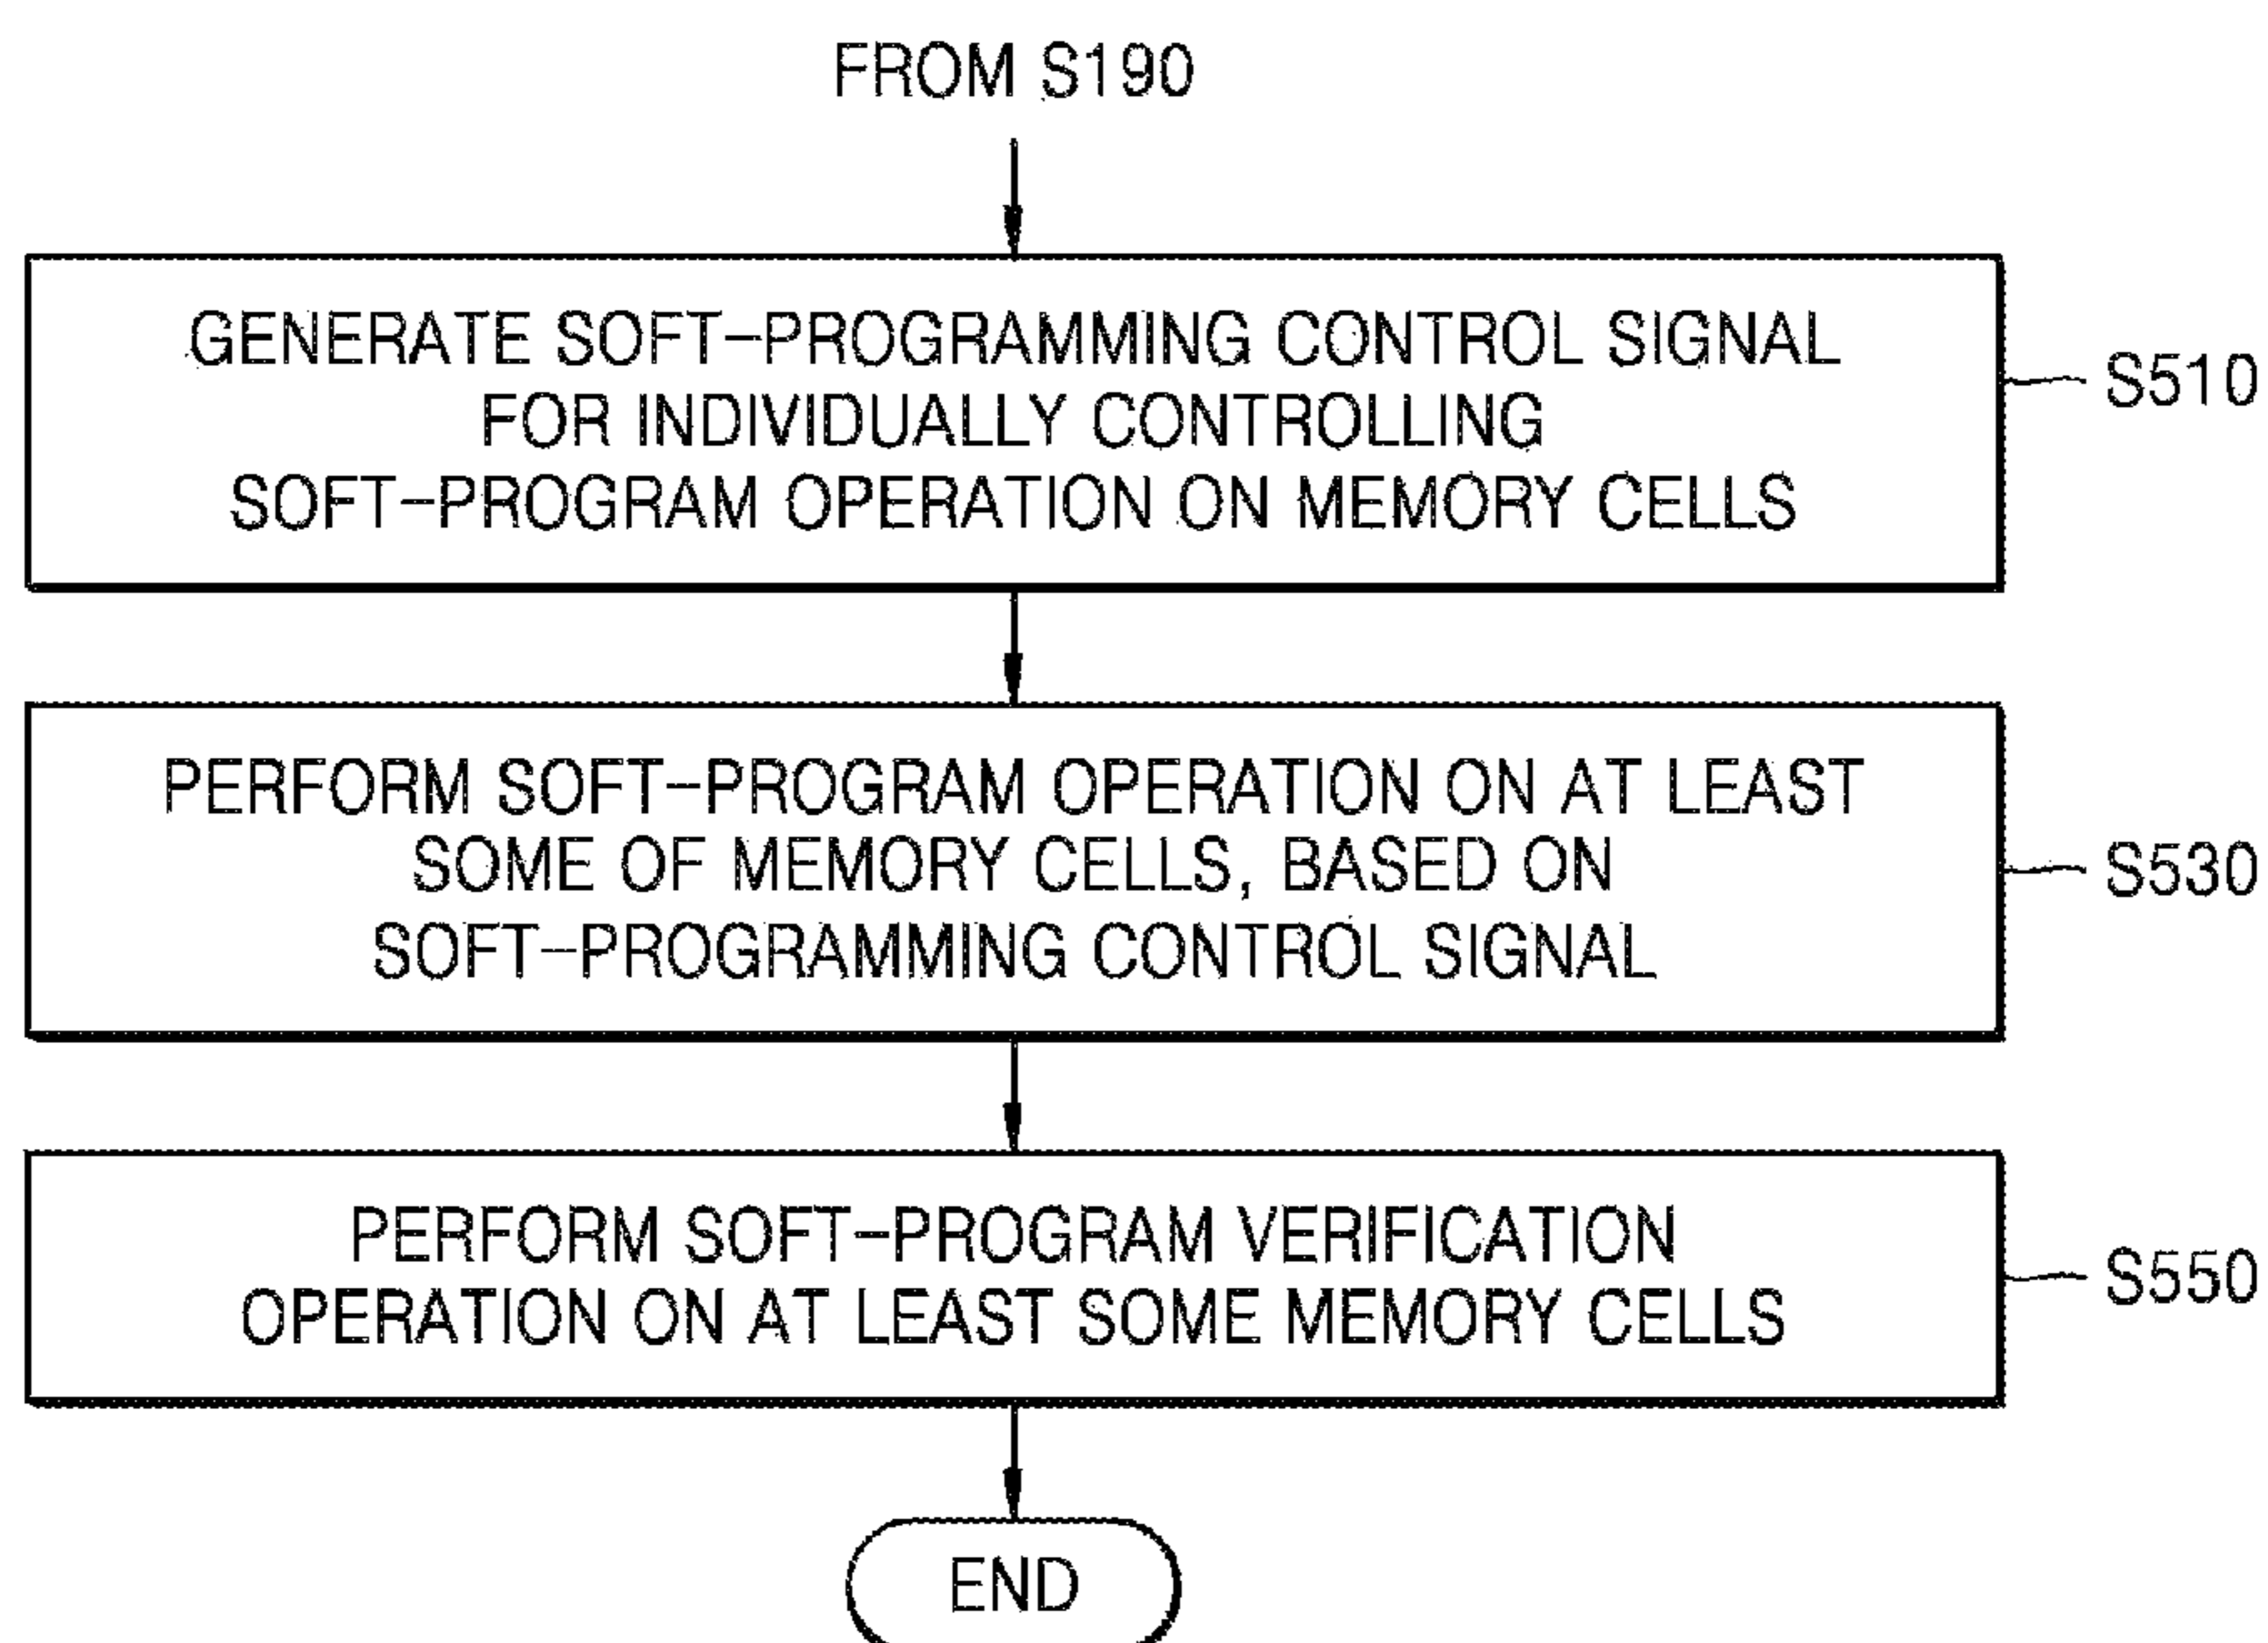 FROM S190
GENERATE SOFT-PROGRAMMING CONTROL SIGNAL
FOR INDIVIDUALLY CONTROLLING
SOFT-PROGRAM OPERATION ON MEMORY CELLS
S510
PERFORM SOFT-PROGRAM OPERATION ON AT LEAST
SOME OF MEMORY CELLS, BASED ON
SOFT-PROGRAMMING CONTROL SIGNAL
S530
PERFORM SOFT-PROGRAM VERIFICATION
OPERATION ON AT LEAST SOME MEMORY CELLS
S550
END